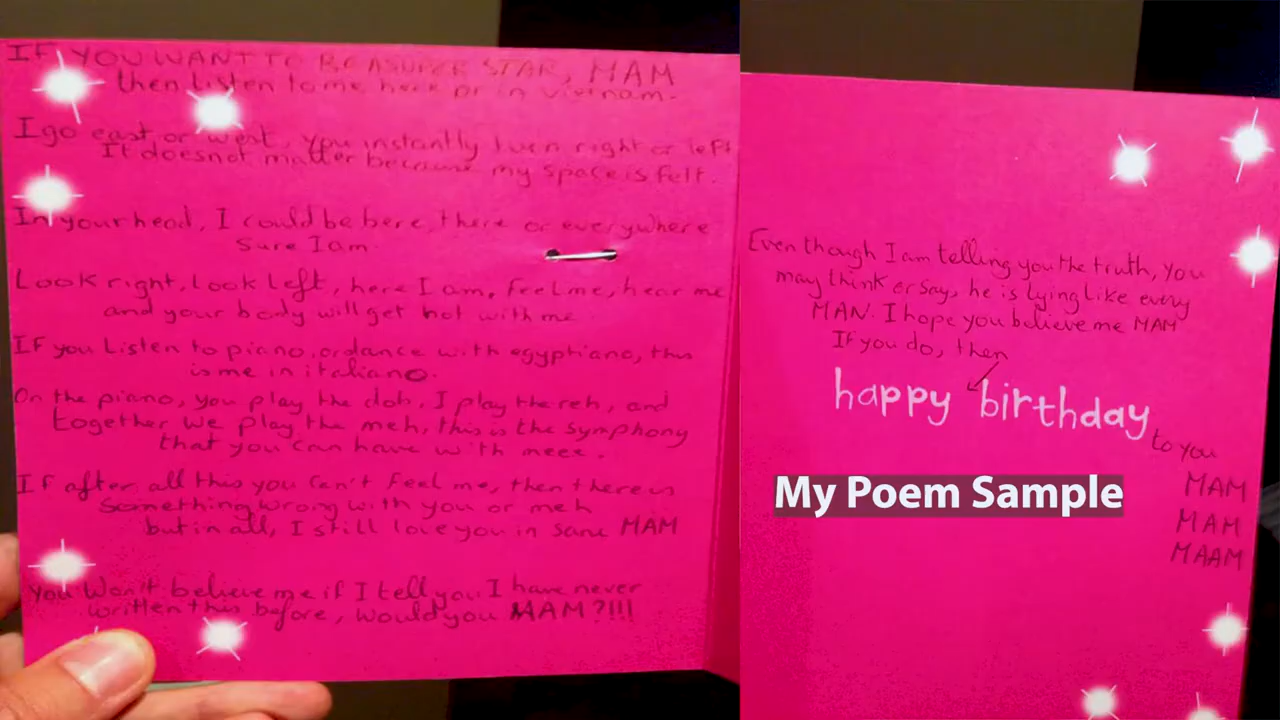 IF YOU WANT TO BE A SUPER STAR, MAM
then Listen to me here or in Vietnam.
I go east or west, you instantly turn right or left
It doesnot matter because my space is felt.
In your head, I could be here, there or everywhere
sure I am.
Look right, look left, here I am, feel me, hear me
and your body will get hot with me.
IF you Listen to piano, or dance with egyptiano, this
is me in italiano.
On the piano, you play the doh, I play the reh, and
together we play the meh, this is the symphony
that you can have with meee.
If after all this you can't feel me, then there is
Something wrong with you or meh
but in all, I still love you in sane MAM
You Won't believe me if I tell you I have never
written this before, would you MAM?!!!
Even though I am telling you the truth, you
may think or say, he is lying Like every
MAN. I hope you believe me MAM
If you do, then
happy birthday
to you
My Poem Sample
MAM
MAM
MAAM